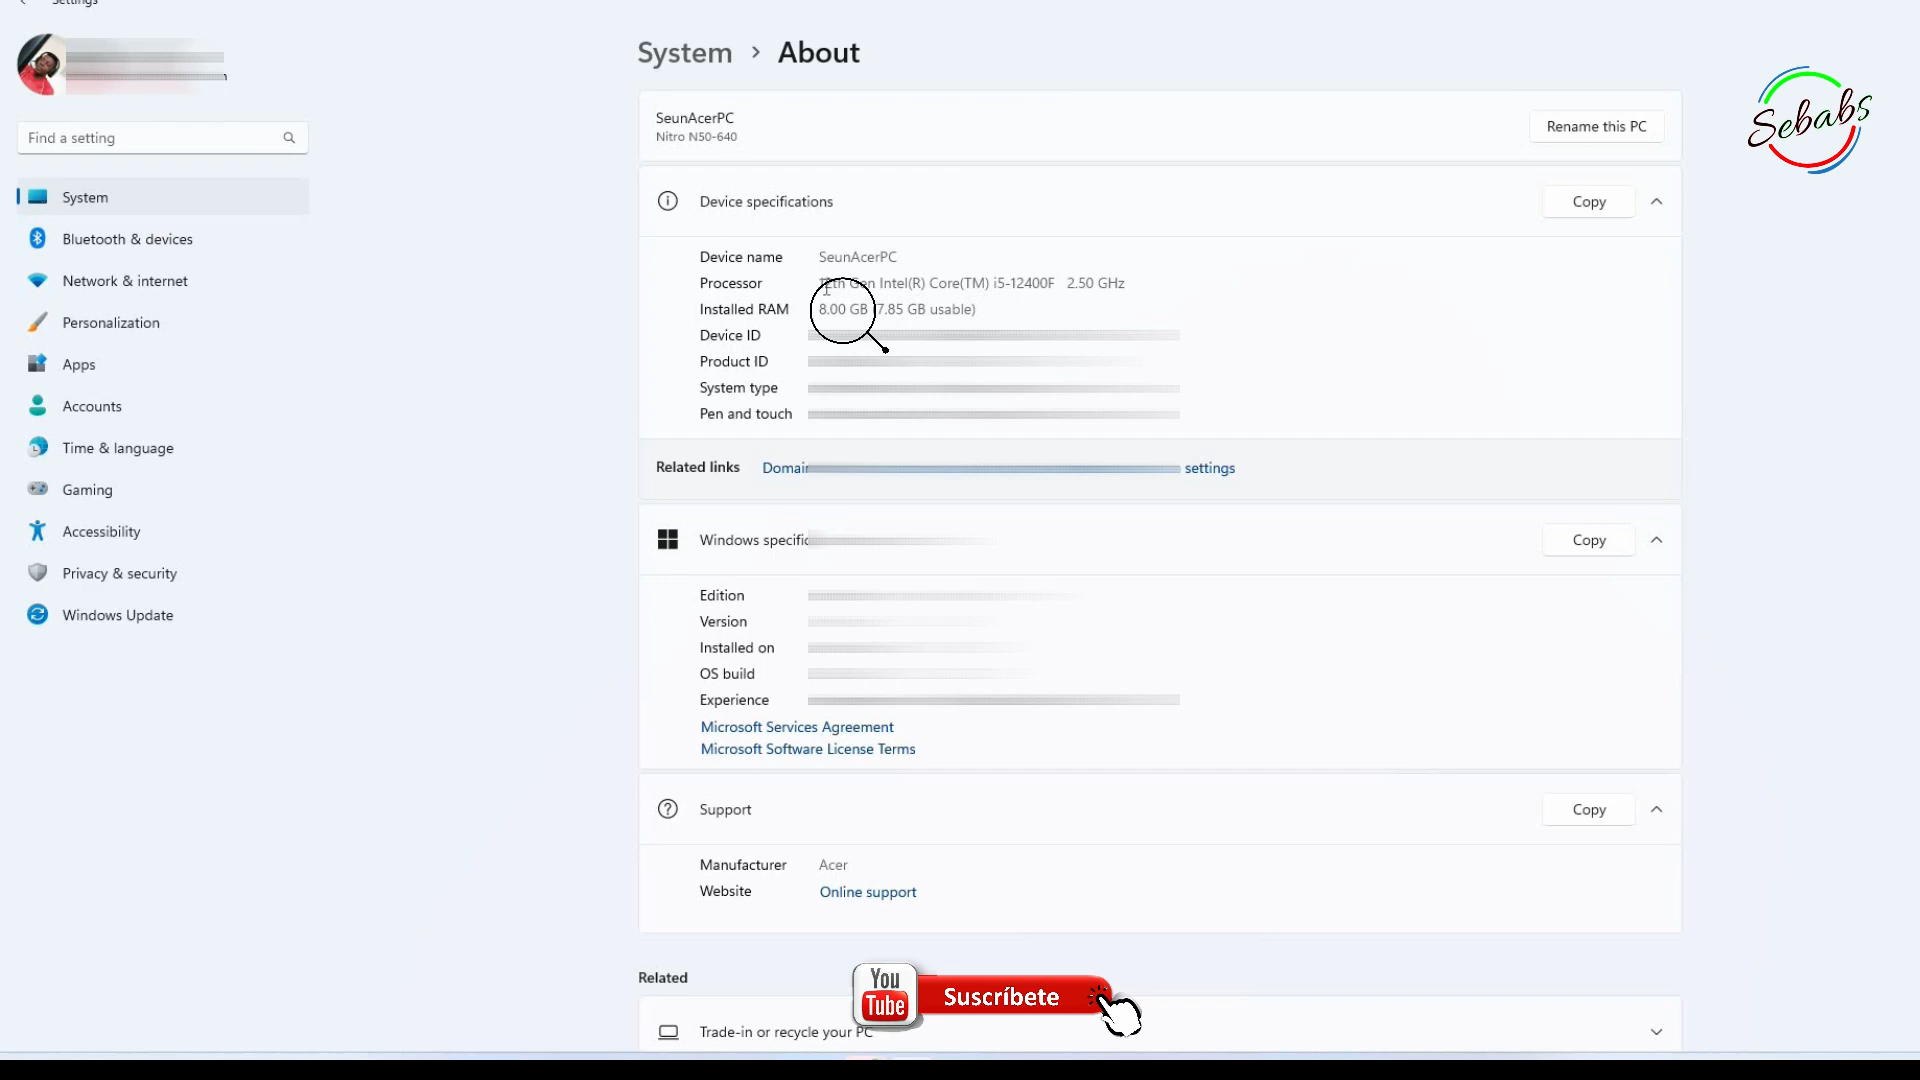 Settings
System > About
Sebabs
SeunAcerPC
Nitro N50-640
Rename this PC
Find a setting
System
Bluetooth & devices
Network & internet
Personalization
Apps
Accounts
Time & language
Gaming
Accessibility
Privacy & security
Windows Update
Device specifications
Copy
Device name SeunAcerPC
Processor 12th Gen Intel(R) Core(TM) i5-12400F 2.50 GHz
Installed RAM 8.00 GB (7.85 GB usable)
Device ID
Product ID
System type
Pen and touch
Related links settings
Windows
Copy
Edition
Version
Installed on
OS build
Experience
Microsoft Services Agreement
Microsoft Software License Terms
Support
Copy
Manufacturer Acer
Website Online support
Related
You
Tube
Suscríbete
Trade-in or recycle your PC